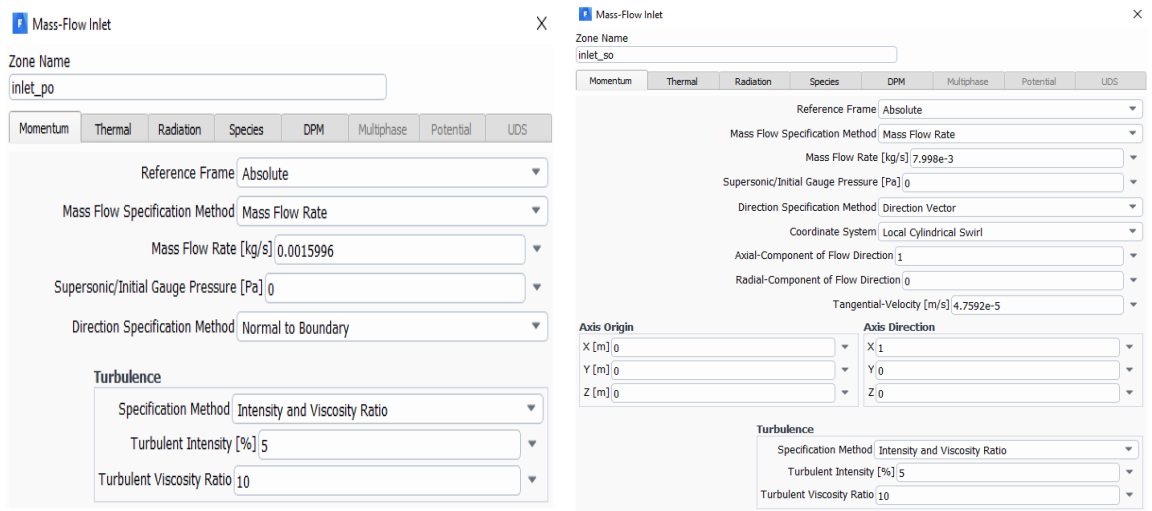 Mass-Flow Inlet
Zone Name
inlet_po
Momentum Thermal Radiation Species DPM Multiphase Potential UDS
Reference Frame Absolute
Mass Flow Specification Method Mass Flow Rate
Mass Flow Rate [kg/s] 0.0015996
Supersonic/Initial Gauge Pressure [Pa] 0
Direction Specification Method Normal to Boundary
Turbulence
Specification Method Intensity and Viscosity Ratio
Turbulent Intensity [%] 5
Turbulent Viscosity Ratio 10
Mass-Flow Inlet
Zone Name
inlet_so
Momentum Thermal Radiation Species DPM Multiphase Potential UDS
Reference Frame Absolute
Mass Flow Specification Method Mass Flow Rate
Mass Flow Rate [kg/s] 7.998e-3
Supersonic/Initial Gauge Pressure [Pa] 0
Direction Specification Method Direction Vector
Coordinate System Local Cylindrical Swirl
Axial-Component of Flow Direction 1
Radial-Component of Flow Direction 0
Tangential-Velocity [m/s] 4.7592e-5
Axis Origin Axis Direction
X [m] 0 X 1
Y [m] 0 Y 0
Z [m] 0 Z 0
Turbulence
Specification Method Intensity and Viscosity Ratio
Turbulent Intensity [%] 5
Turbulent Viscosity Ratio 10